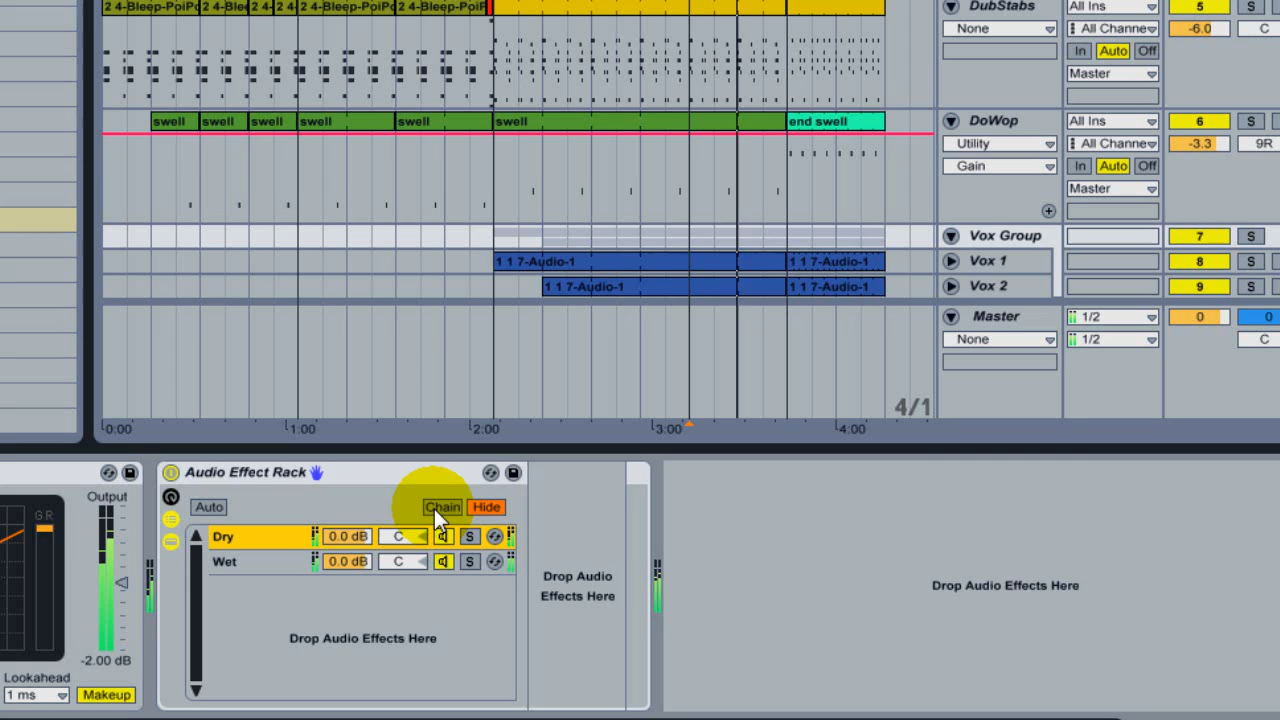 2 4-Bleep-PoiPo 2 4-Blee 2 4- 2 4- 2 4-Bleep-PoiPo 2 4-Bleep-PoiP
DubStabs All Ins 5 S
None All Channe -6.0 C
In Auto Off
Master
swell swell swell swell swell swell end swell DoWop All Ins 6 S
Utility All Channe -3.3 9R
Gain In Auto Off
Master
Vox Group 7 S
1 1 7-Audio-1 1 1 7-Audio-1 Vox 1 8 S
1 1 7-Audio-1 1 1 7-Audio-1 Vox 2 9 S
Master 1/2 0 0
None 1/2 C
4/1
0:00 1:00 2:00 3:00 4:00
Audio Effect Rack
Output
GR
Auto Chain Hide
Dry 0.0 dB C S
Wet 0.0 dB C S
Drop Audio
Effects Here
Drop Audio Effects Here
Drop Audio Effects Here
-2.00 dB
Lookahead
1 ms Makeup